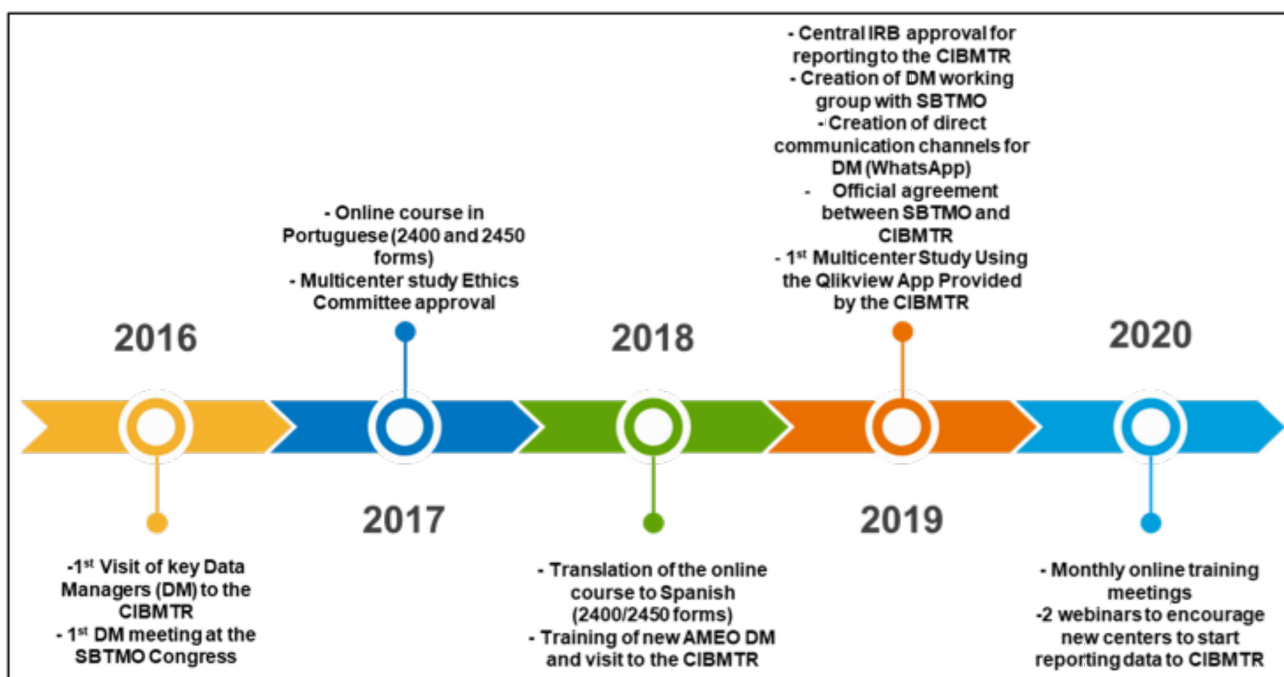 2016
-1st Visit of key Data
Managers (DM) to the
CIBMTR
- 1st DM meeting at the
SBTMO Congress
- Online course in
Portuguese (2400 and 2450
forms)
- Multicenter study Ethics
Committee approval
2017
2018
- Translation of the online
course to Spanish
(2400/2450 forms)
- Training of new AMEO DM
and visit to the CIBMTR
- Central IRB approval for
reporting to the CIBMTR
- Creation of DM working
group with SBTMO
- Creation of direct
communication channels for
DM (WhatsApp)
- Official agreement
between SBTMO and
CIBMTR
- 1st Multicenter Study Using
the Qlikview App Provided
by the CIBMTR
2019
2020
- Monthly online training
meetings
-2 webinars to encourage
new centers to start
reporting data to CIBMTR